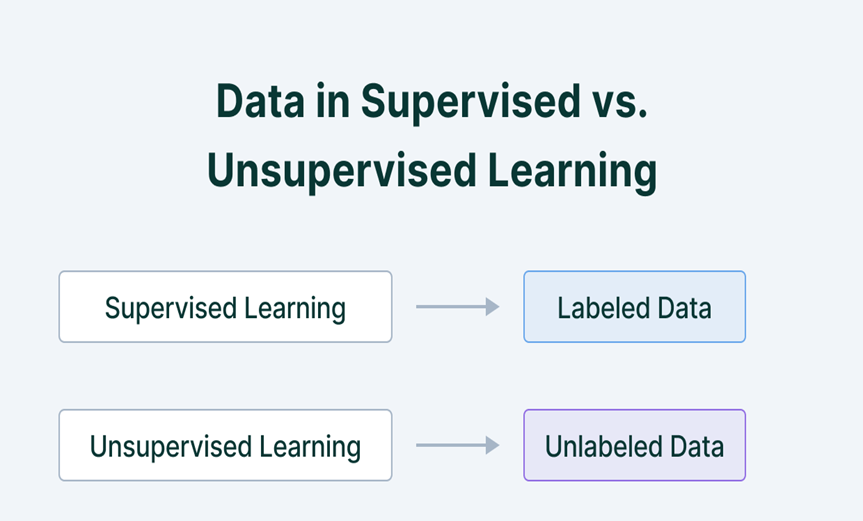 Data in Supervised vs.
Unsupervised Learning
Supervised Learning
Labeled Data
Unsupervised Learning
Unlabeled Data